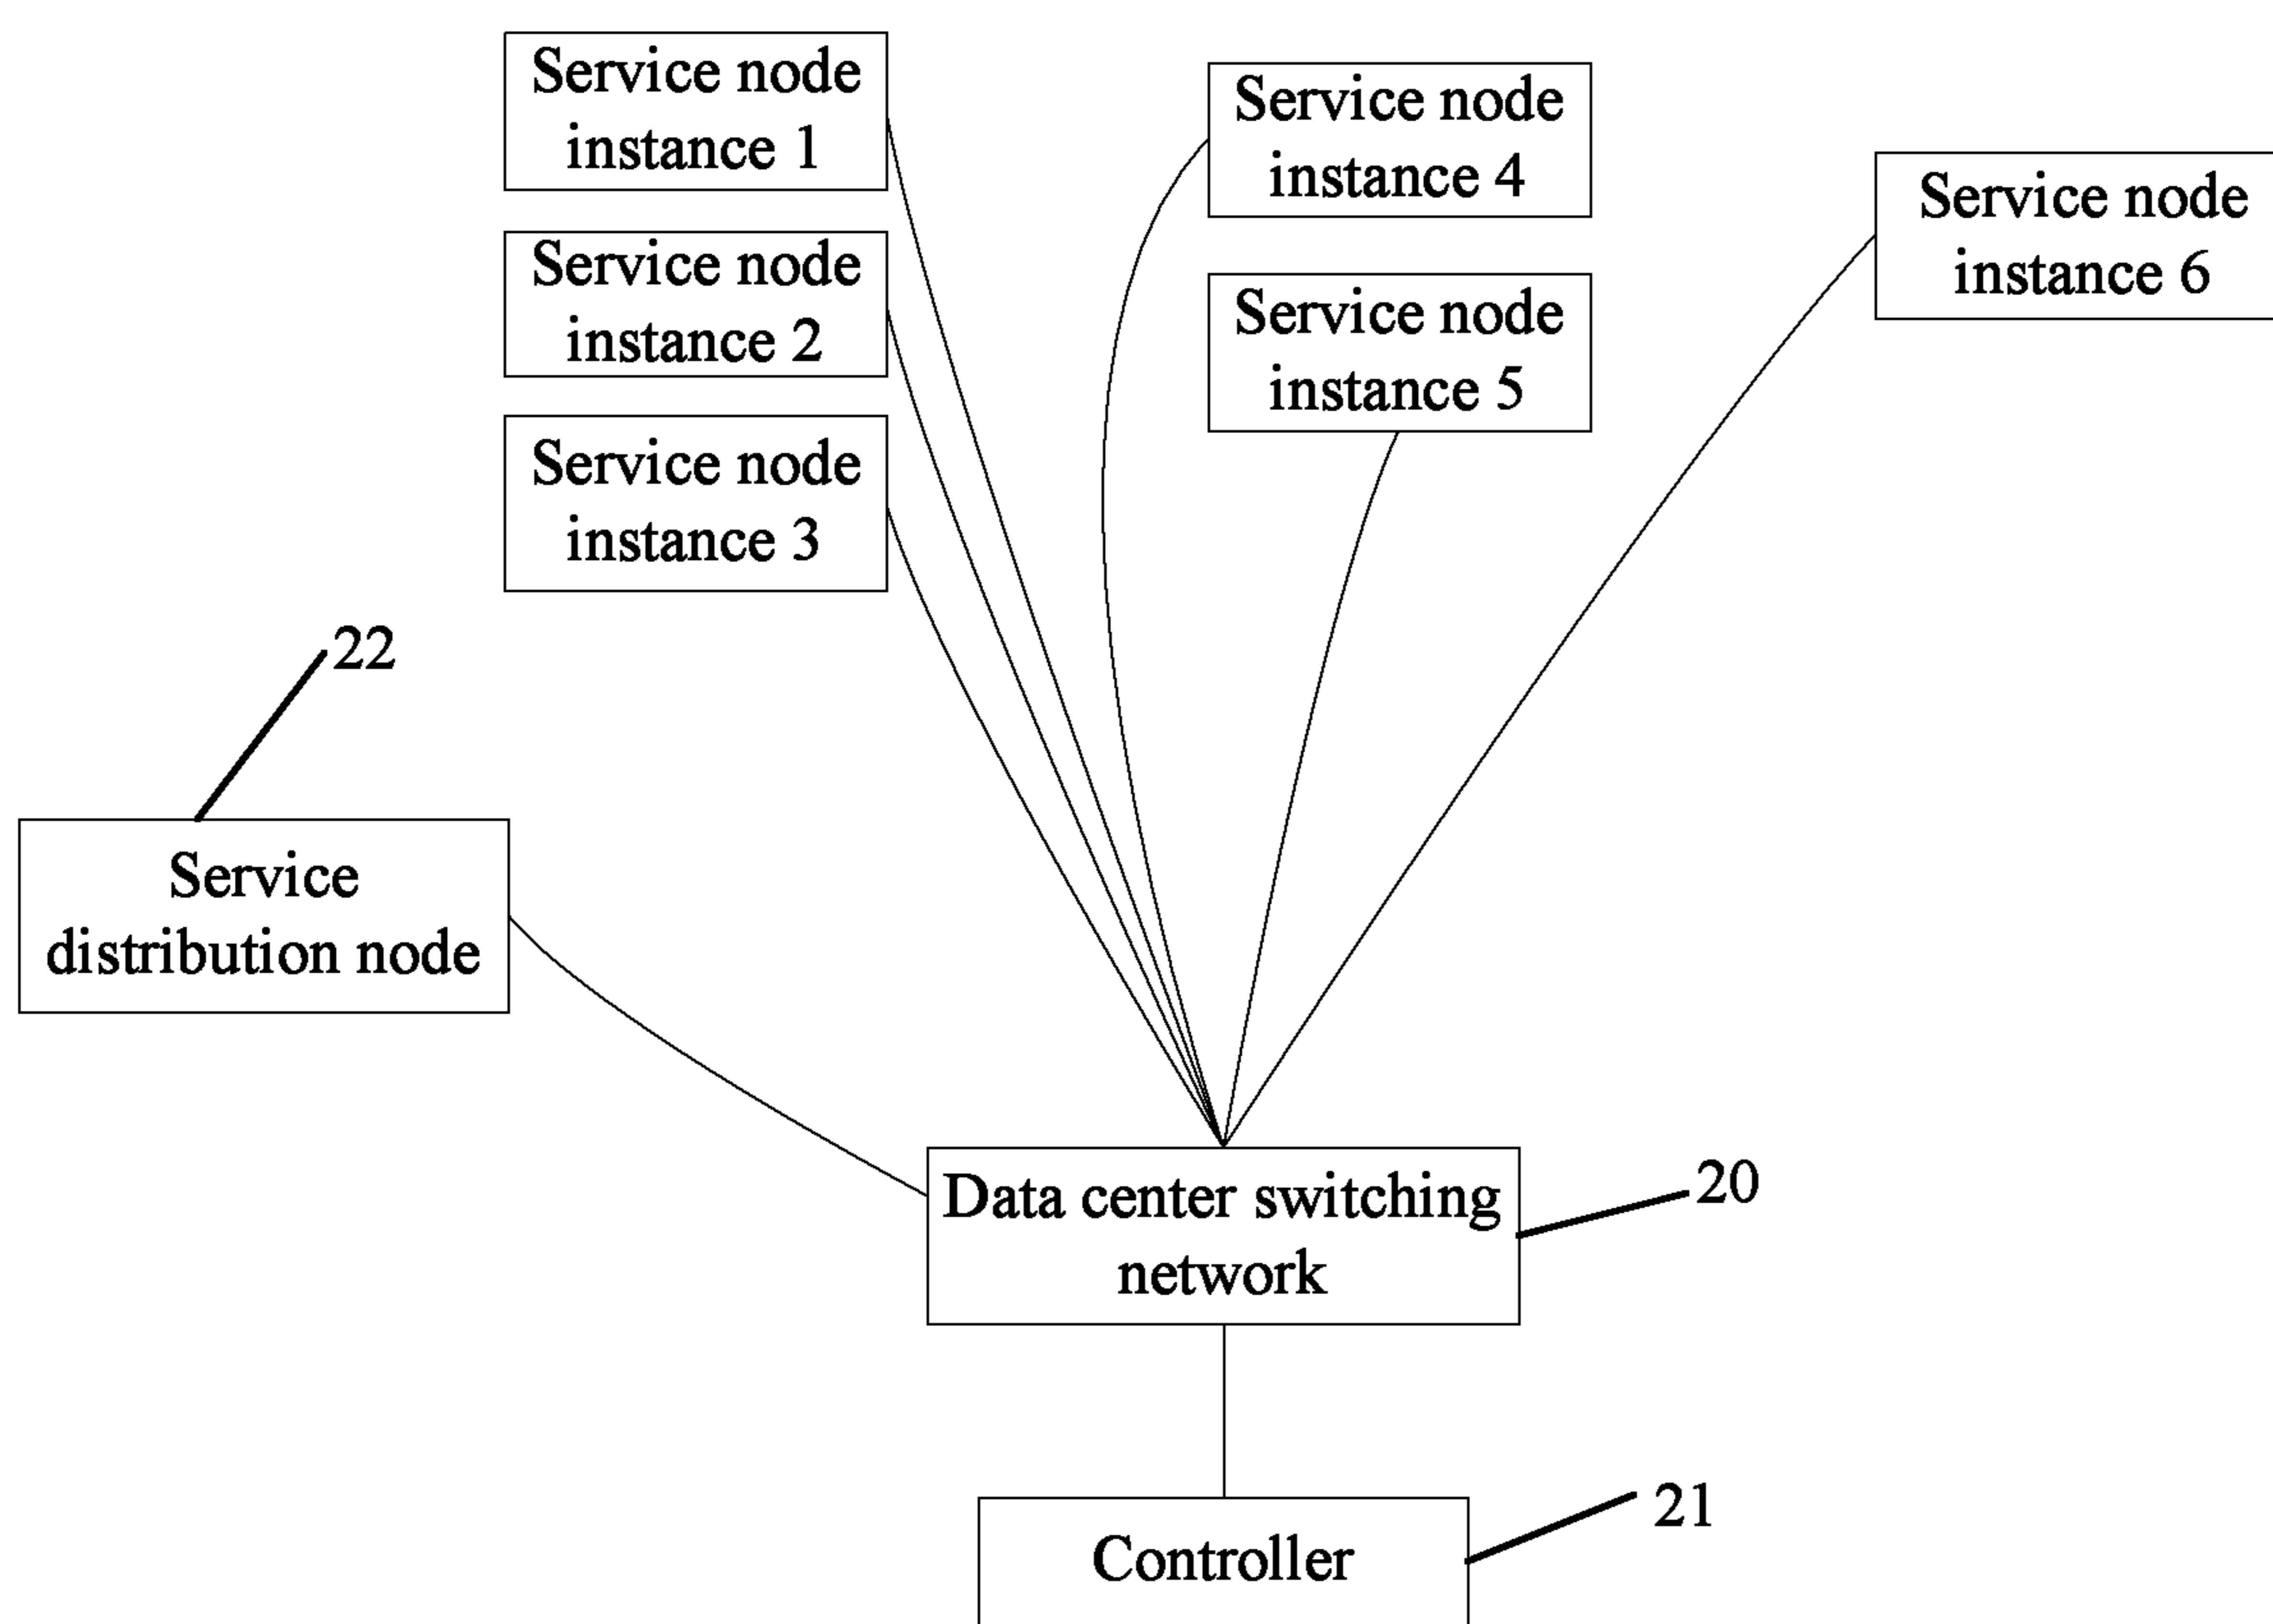 Service node
instance 1
Service node
instance 2
Service node
instance 3
Service node
instance 4
Service node
instance 5
Service node
instance 6
22
Service
distribution node
Data center switching
network
20
Controller
21